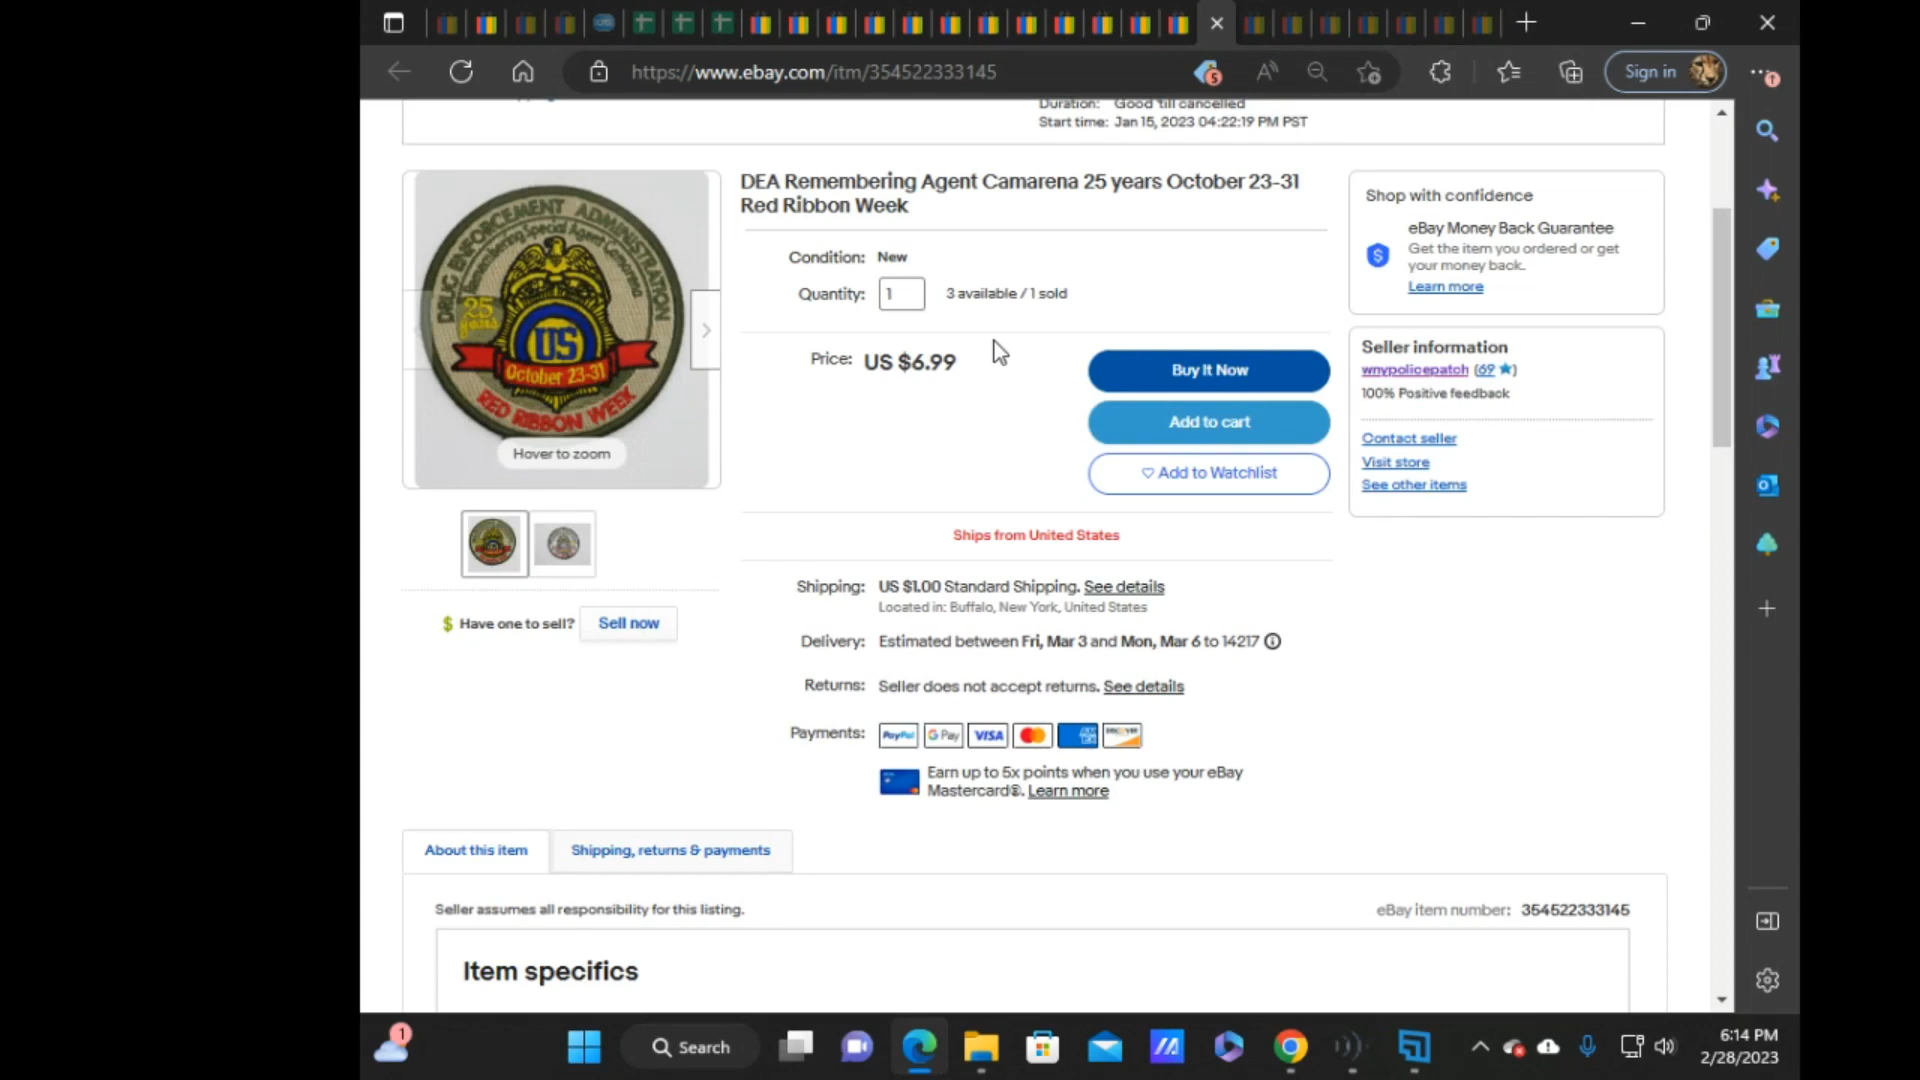 https://www.ebay.com/itm/354522333145
5
Sign in
Duration: Good 'till cancelled
Start time: Jan 15, 2023 04:22:19 PM PST
DRUG ENFORCEMENT ADMINISTRATION
Remembering Special Agent Camarena
25 years
US
October 23-31
RED RIBBON WEEK
Hover to zoom
$ Have one to sell? Sell now
DEA Remembering Agent Camarena 25 years October 23-31
Red Ribbon Week
Condition: New
Quantity: 1 3 available / 1 sold
Price: US $6.99
Buy It Now
Add to cart
Add to Watchlist
Ships from United States
Shipping: US $1.00 Standard Shipping. See details
Located in: Buffalo, New York, United States
Delivery: Estimated between Fri, Mar 3 and Mon, Mar 6 to 14217
Returns: Seller does not accept returns. See details
Payments: PayPal G Pay VISA DISCOVER
Earn up to 5x points when you use your eBay
Mastercard®. Learn more
Shop with confidence
eBay Money Back Guarantee
Get the item you ordered or get
your money back.
Learn more
Seller information
wnypolicepatch (69)
100% Positive feedback
Contact seller
Visit store
See other items
About this item
Shipping, returns & payments
Seller assumes all responsibility for this listing.
eBay item number: 354522333145
Item specifics
1
Search
6:14 PM
2/28/2023